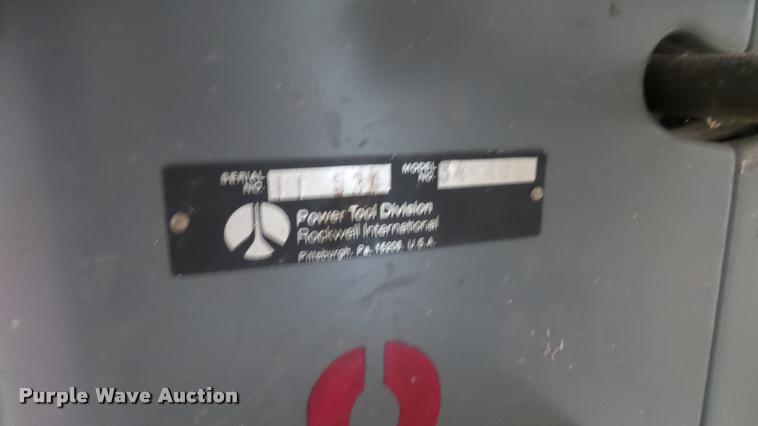 SERIAL NO. MODEL NO.
Power Tool Division
Rockwell International
Pittsburgh, Pa. 15208, U.S.A.
Purple Wave Auction